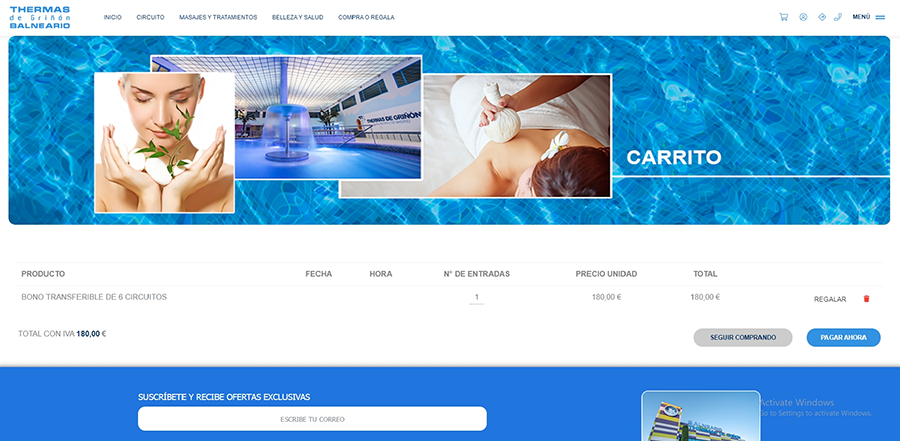 THERMAS
de Griñón
BALNEARIO
INICIO CIRCUITO MASAJES Y TRATAMIENTOS BELLEZA Y SALUD COMPRA O REGALA MENÚ
THERMAS DE GRIÑÓN
CARRITO
PRODUCTO FECHA HORA Nº DE ENTRADAS PRECIO UNIDAD TOTAL
BONO TRANSFERIBLE DE 6 CIRCUITOS 1 180,00 € 180,00 € REGALAR
TOTAL CON IVA 180,00 € SEGUIR COMPRANDO PAGAR AHORA
SUSCRÍBETE Y RECIBE OFERTAS EXCLUSIVAS
ESCRIBE TU CORREO
BALNEARIO
Activate Windows
Go to Settings to activate Windows.